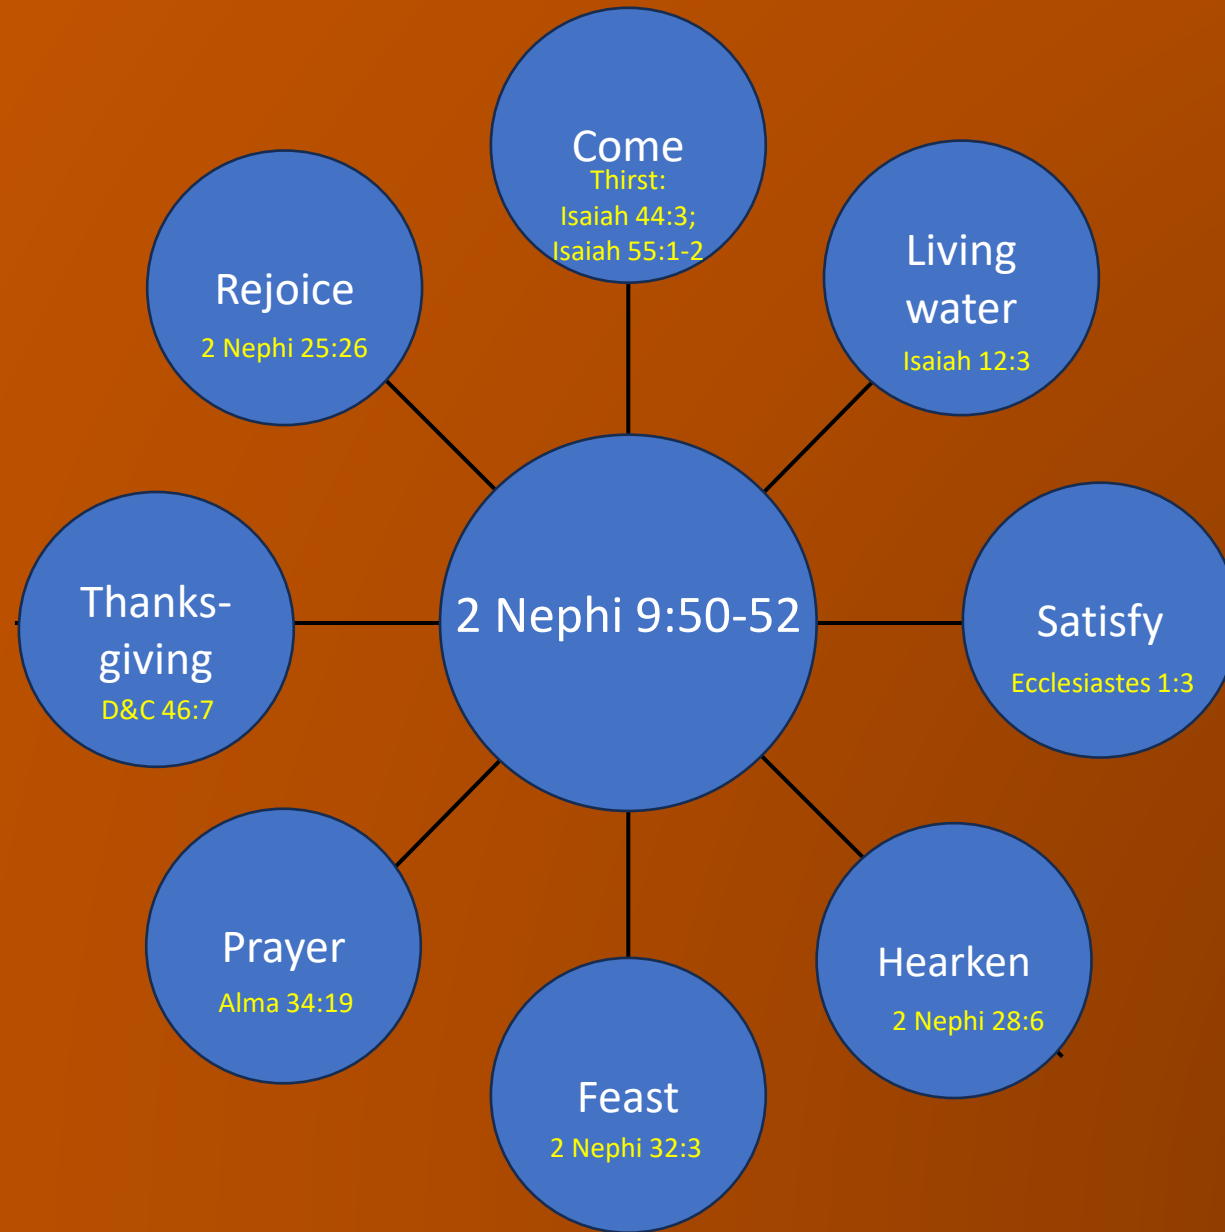 Come
Thirst:
Isaiah 44:3;
Isaiah 55:1-2
Living
water
Isaiah 12:3
Satisfy
Ecclesiastes 1:3
Hearken
2 Nephi 28:6
Feast
2 Nephi 32:3
Prayer
Alma 34:19
Thanks-
giving
D&C 46:7
Rejoice
2 Nephi 25:26
2 Nephi 9:50-52